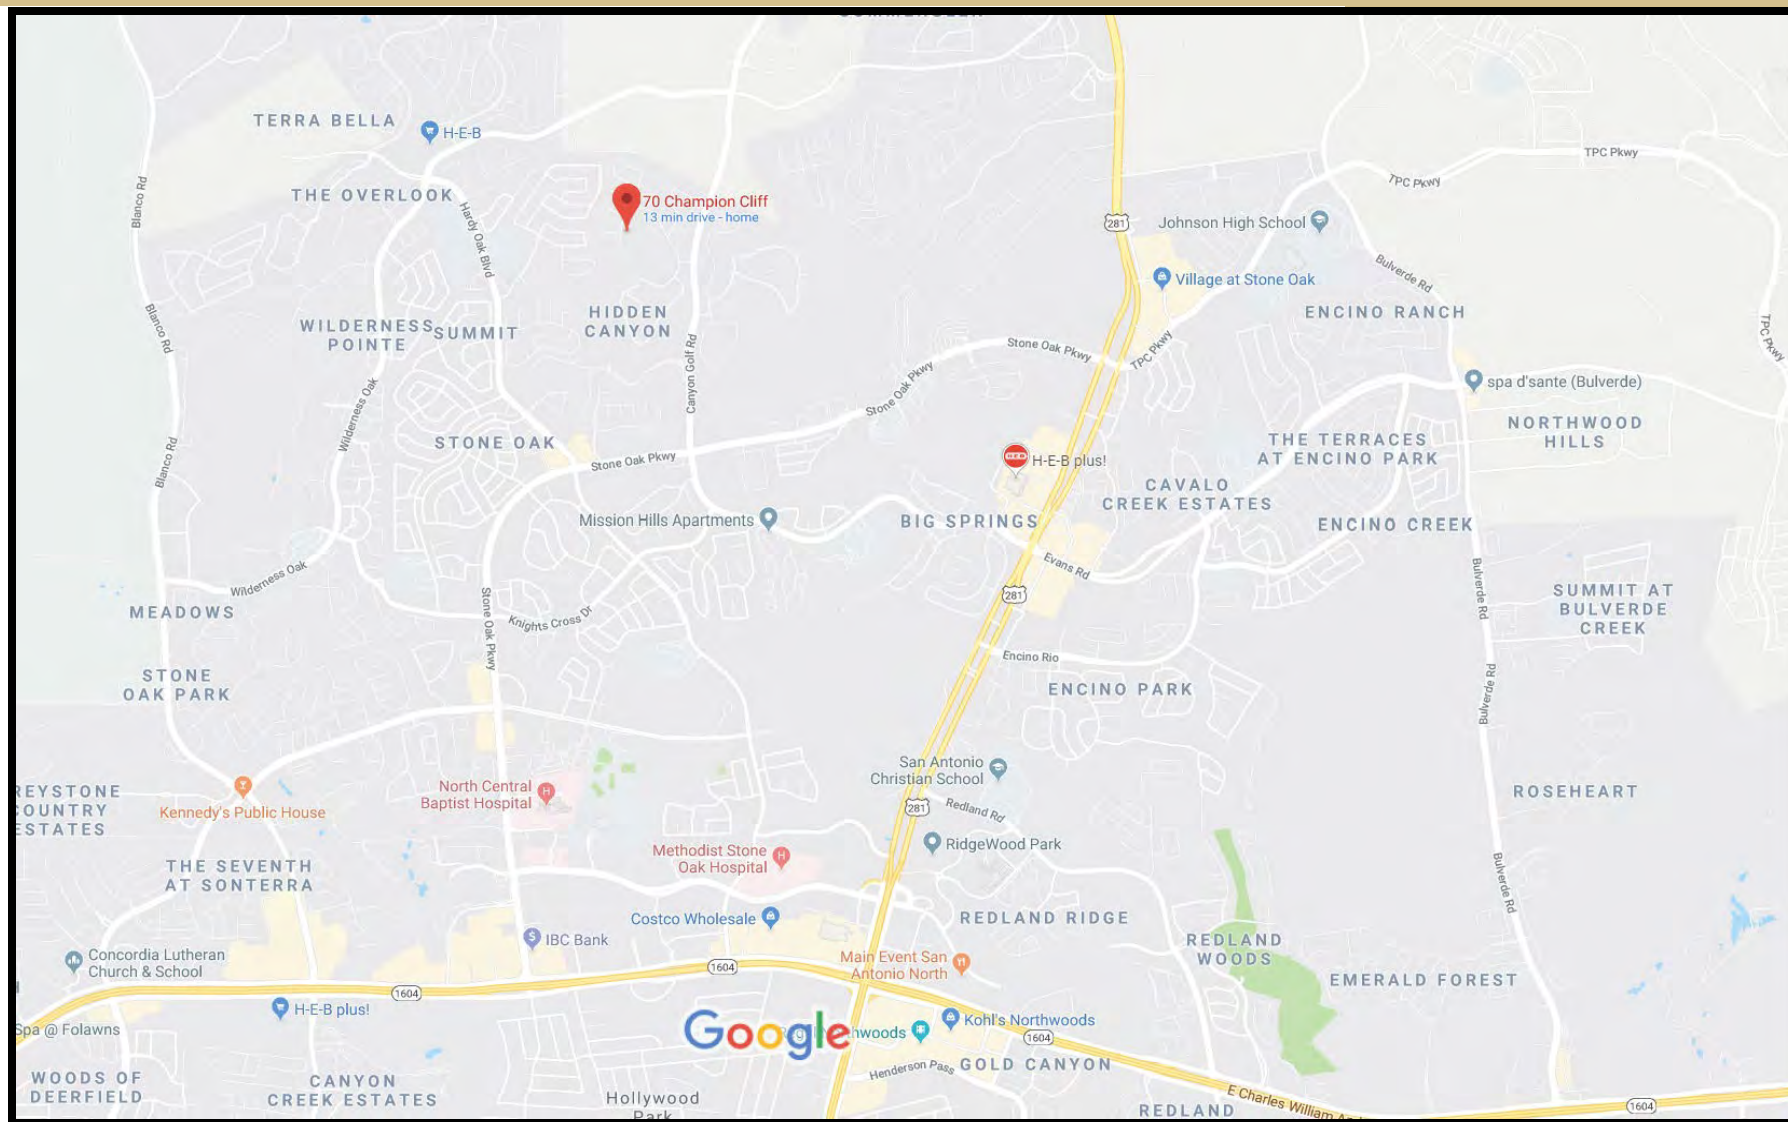 TERRA BELLA
H-E-B
TPC Pkwy
TPC Pkwy
Blanco Rd
THE OVERLOOK
Hardy Oak Blvd
70 Champion Cliff
13 min drive - home
281
Johnson High School
Bulverde Rd
Village at Stone Oak
HIDDEN
CANYON
ENCINO RANCH
Blanco Rd
WILDERNESS
POINTE
SUMMIT
Canyon Golf Rd
Stone Oak Pkwy
TPC Pkwy
TPC Pkwy
Stone Oak Pkwy
spa d'sante (Bulverde)
Wilderness Oak
NORTHWOOD
HILLS
STONE OAK
THE TERRACES
AT ENCINO PARK
Blanco Rd
Stone Oak Pkwy
H-E-B plus!
CAVALO
CREEK ESTATES
Mission Hills Apartments
BIG SPRINGS
ENCINO CREEK
Evans Rd
Wilderness Oak
281
Bulverde Rd
SUMMIT AT
BULVERDE
CREEK
MEADOWS
Stone Oak Pkwy
Knights Cross Dr
Encino Rio
STONE
OAK PARK
ENCINO PARK
Bulverde Rd
San Antonio
Christian School
North Central
Baptist Hospital
REYSTONE
COUNTRY
ESTATES
Kennedy's Public House
281
Redland Rd
ROSEHEART
RidgeWood Park
Methodist Stone
Oak Hospital
THE SEVENTH
AT SONTERRA
Bulverde Rd
Costco Wholesale
REDLAND RIDGE
IBC Bank
REDLAND
WOODS
Concordia Lutheran
Church & School
1604
Main Event San
Antonio North
EMERALD FOREST
1604
H-E-B plus!
Spa @ Folawns
Google
hwoods
Kohl's Northwoods
1604
Henderson Pass
GOLD CANYON
WOODS OF
DEERFIELD
CANYON
CREEK ESTATES
Hollywood
Park
E Charles William
REDLAND
1604